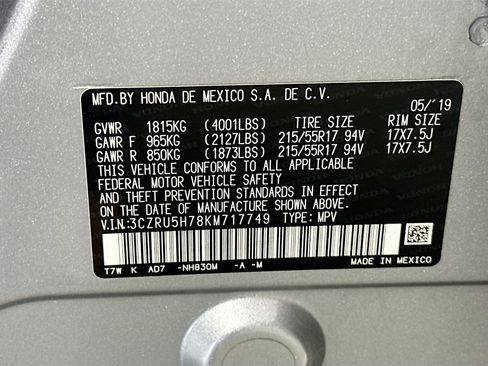 MFD.BY HONDA DE MEXICO S.A. DE C.V.
05/'19
GVWR 1815KG (4001LBS) TIRE SIZE RIM SIZE
GAWR F 965KG (2127LBS) 215/55R17 94V 17X7.5J
GAWR R 850KG (1873LBS) 215/55R17 94V 17X7.5J
THIS VEHICLE CONFORMS TO ALL APPLICABLE
FEDERAL MOTOR VEHICLE SAFETY
AND THEFT PREVENTION STANDARDS IN EFFECT
ON THE DATE OF MANUFACTURE SHOWN ABOVE.
V.I.N:3CZRU5H78KM717749 TYPE: MPV
T7W K AD7 -NH830M -A -M MADE IN MEXICO